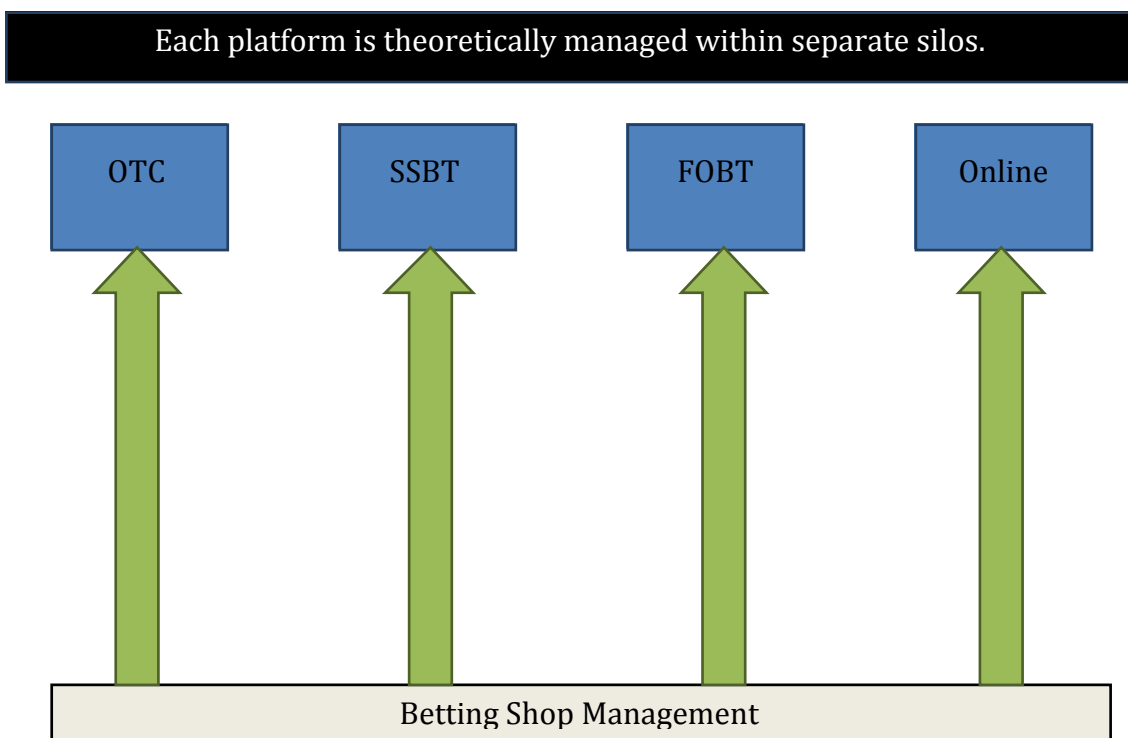 Each platform is theoretically managed within separate silos.
OTC
SSBT
FOBT
Online
Betting Shop Management